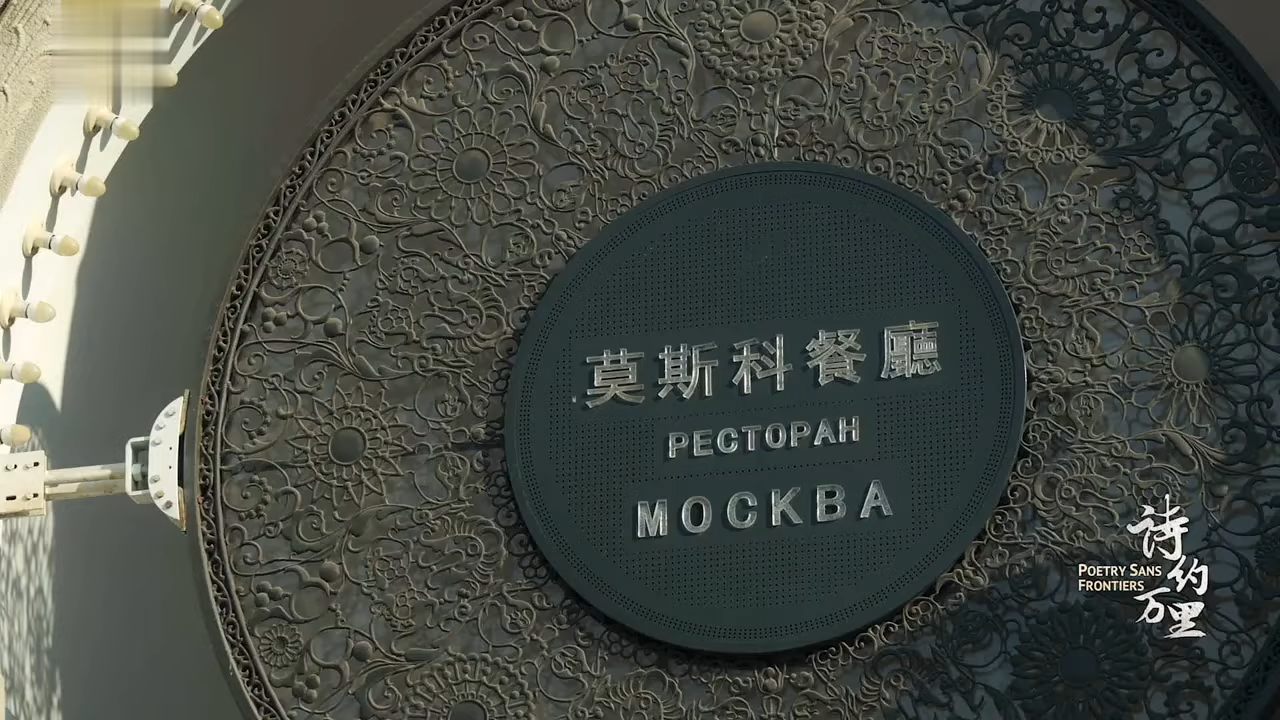 莫斯科餐廳
РЕСТОРАН
МОСКВА
诗约万里
POETRY SANS
FRONTIERS